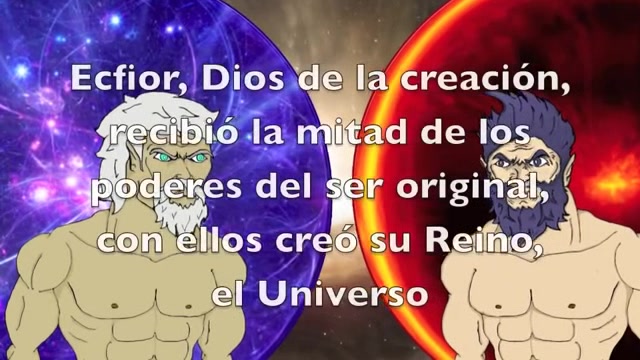 Ecfior, Dios de la creación,
recibió la mitad de los
poderes del ser original,
con ellos creó su Reino,
el Universo